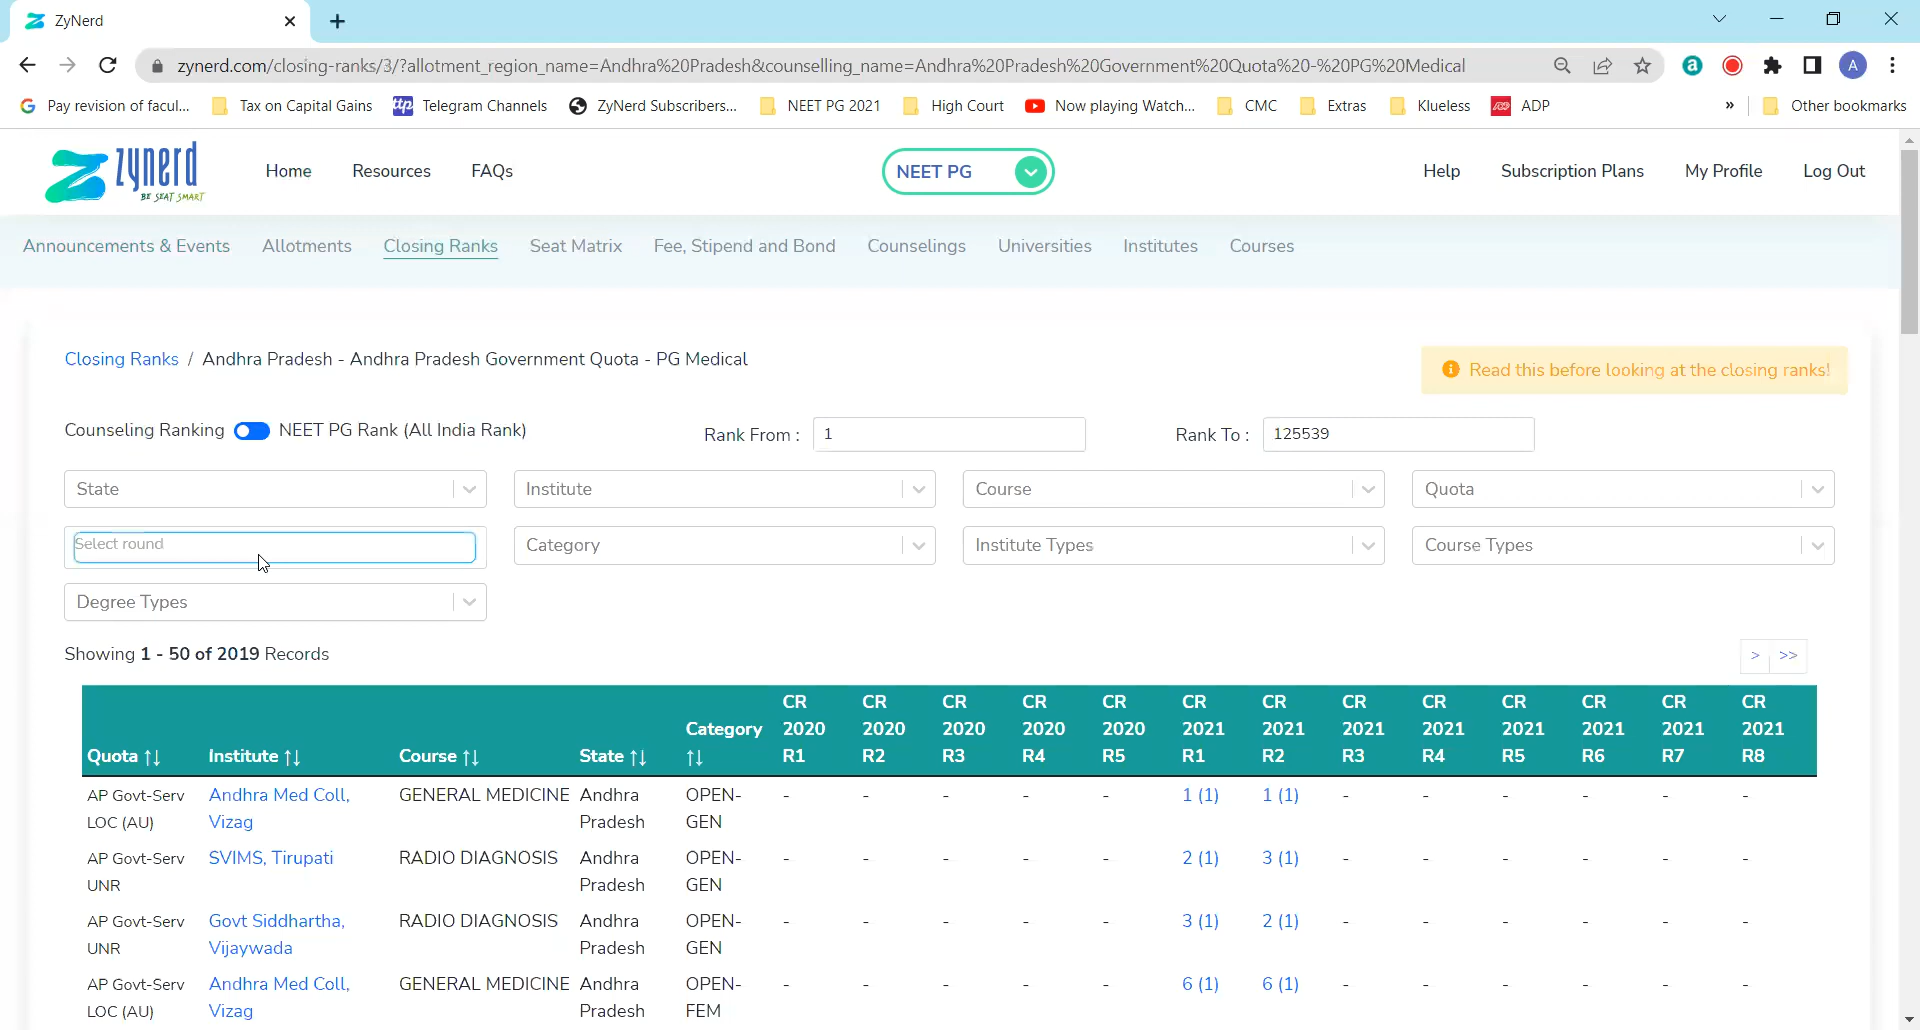 ZyNerd
zynerd.com/closing-ranks/3/?allotment_region_name=Andhra%20Pradesh&counselling_name=Andhra%20Pradesh%20Government%20Quota%20-%20PG%20Medical
A
Pay revision of facul... Tax on Capital Gains Telegram Channels ZyNerd Subscribers... NEET PG 2021 High Court Now playing Watch... CMC Extras Klueless ADP » Other bookmarks
zynerd
BE SEAT SMART
Home Resources FAQs NEET PG Help Subscription Plans My Profile Log Out
Announcements & Events Allotments Closing Ranks Seat Matrix Fee, Stipend and Bond Counselings Universities Institutes Courses
Closing Ranks / Andhra Pradesh - Andhra Pradesh Government Quota - PG Medical
Read this before looking at the closing ranks!
Counseling Ranking NEET PG Rank (All India Rank) Rank From : 1 Rank To : 125539
State Institute Course Quota
Select round Category Institute Types Course Types
Degree Types
Showing 1 - 50 of 2019 Records > >>
Quota ↑↓ Institute ↑↓ Course ↑↓ State ↑↓ Category ↑↓ CR 2020 R1 CR 2020 R2 CR 2020 R3 CR 2020 R4 CR 2020 R5 CR 2021 R1 CR 2021 R2 CR 2021 R3 CR 2021 R4 CR 2021 R5 CR 2021 R6 CR 2021 R7 CR 2021 R8
AP Govt-Serv Andhra Med Coll, GENERAL MEDICINE Andhra OPEN- - - - - - 1 (1) 1 (1) - - - - - -
LOC (AU) Vizag Pradesh GEN
AP Govt-Serv SVIMS, Tirupati RADIO DIAGNOSIS Andhra OPEN- - - - - - 2 (1) 3 (1) - - - - - -
UNR Pradesh GEN
AP Govt-Serv Govt Siddhartha, RADIO DIAGNOSIS Andhra OPEN- - - - - - 3 (1) 2 (1) - - - - - -
UNR Vijaywada Pradesh GEN
AP Govt-Serv Andhra Med Coll, GENERAL MEDICINE Andhra OPEN- - - - - - 6 (1) 6 (1) - - - - - -
LOC (AU) Vizag Pradesh FEM